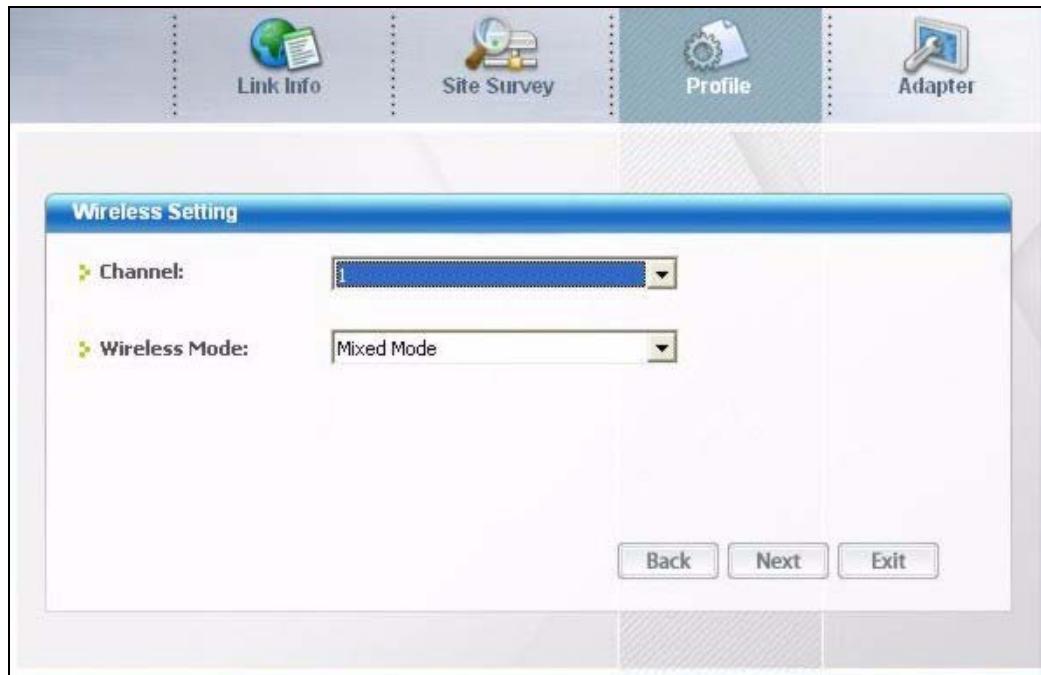 Link Info
Site Survey
Profile
Adapter
Wireless Setting
Channel:
1
Wireless Mode:
Mixed Mode
Back
Next
Exit